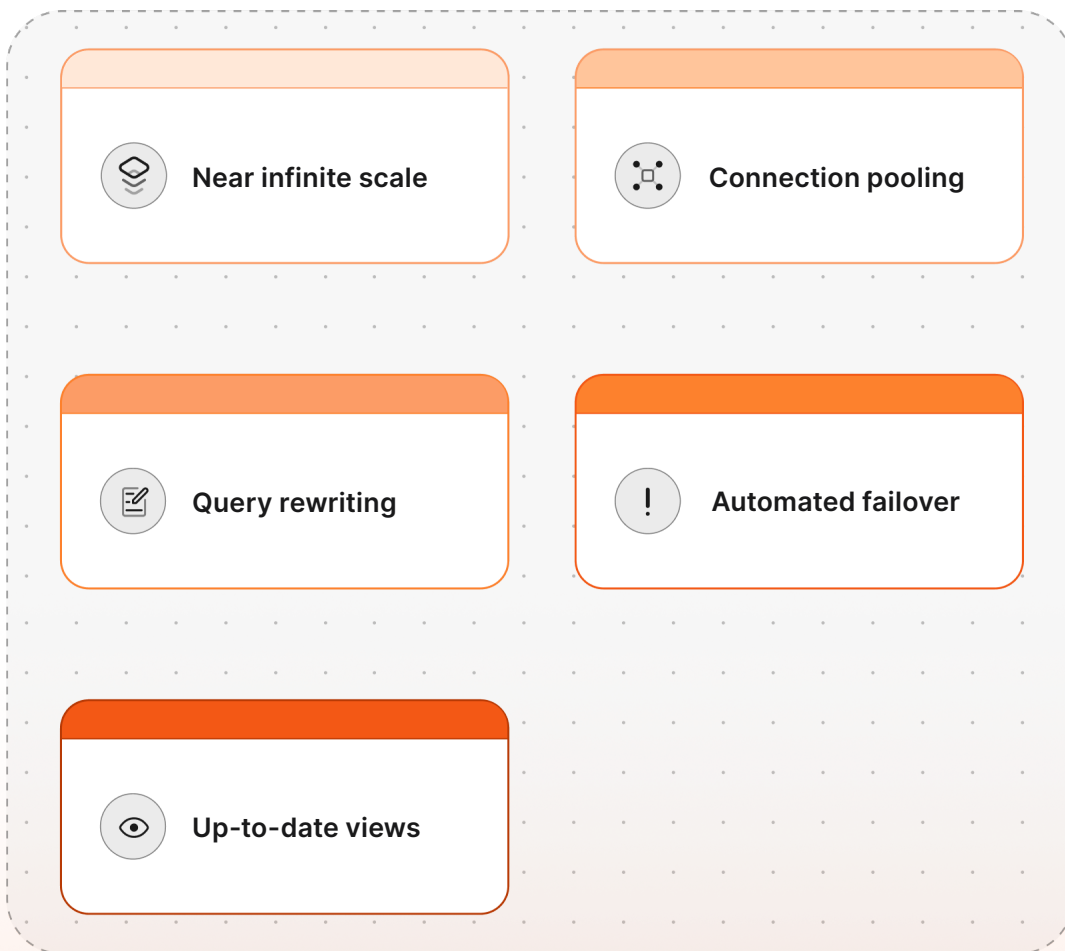 Near infinite scale
Connection pooling
Query rewriting
Automated failover
Up-to-date views